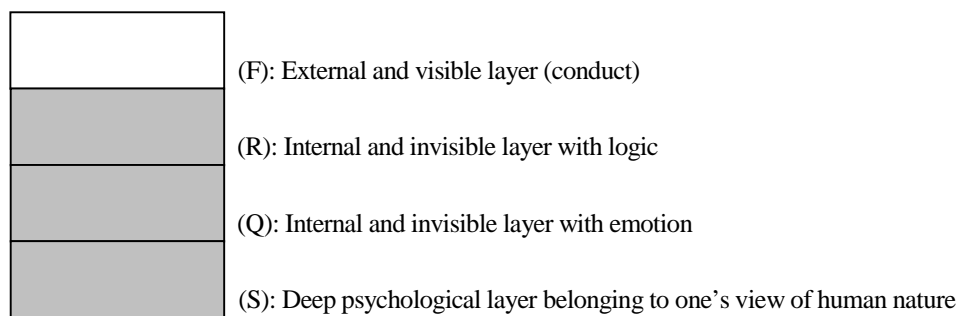 (F): External and visible layer (conduct)
(R): Internal and invisible layer with logic
(Q): Internal and invisible layer with emotion
(S): Deep psychological layer belonging to one’s view of human nature